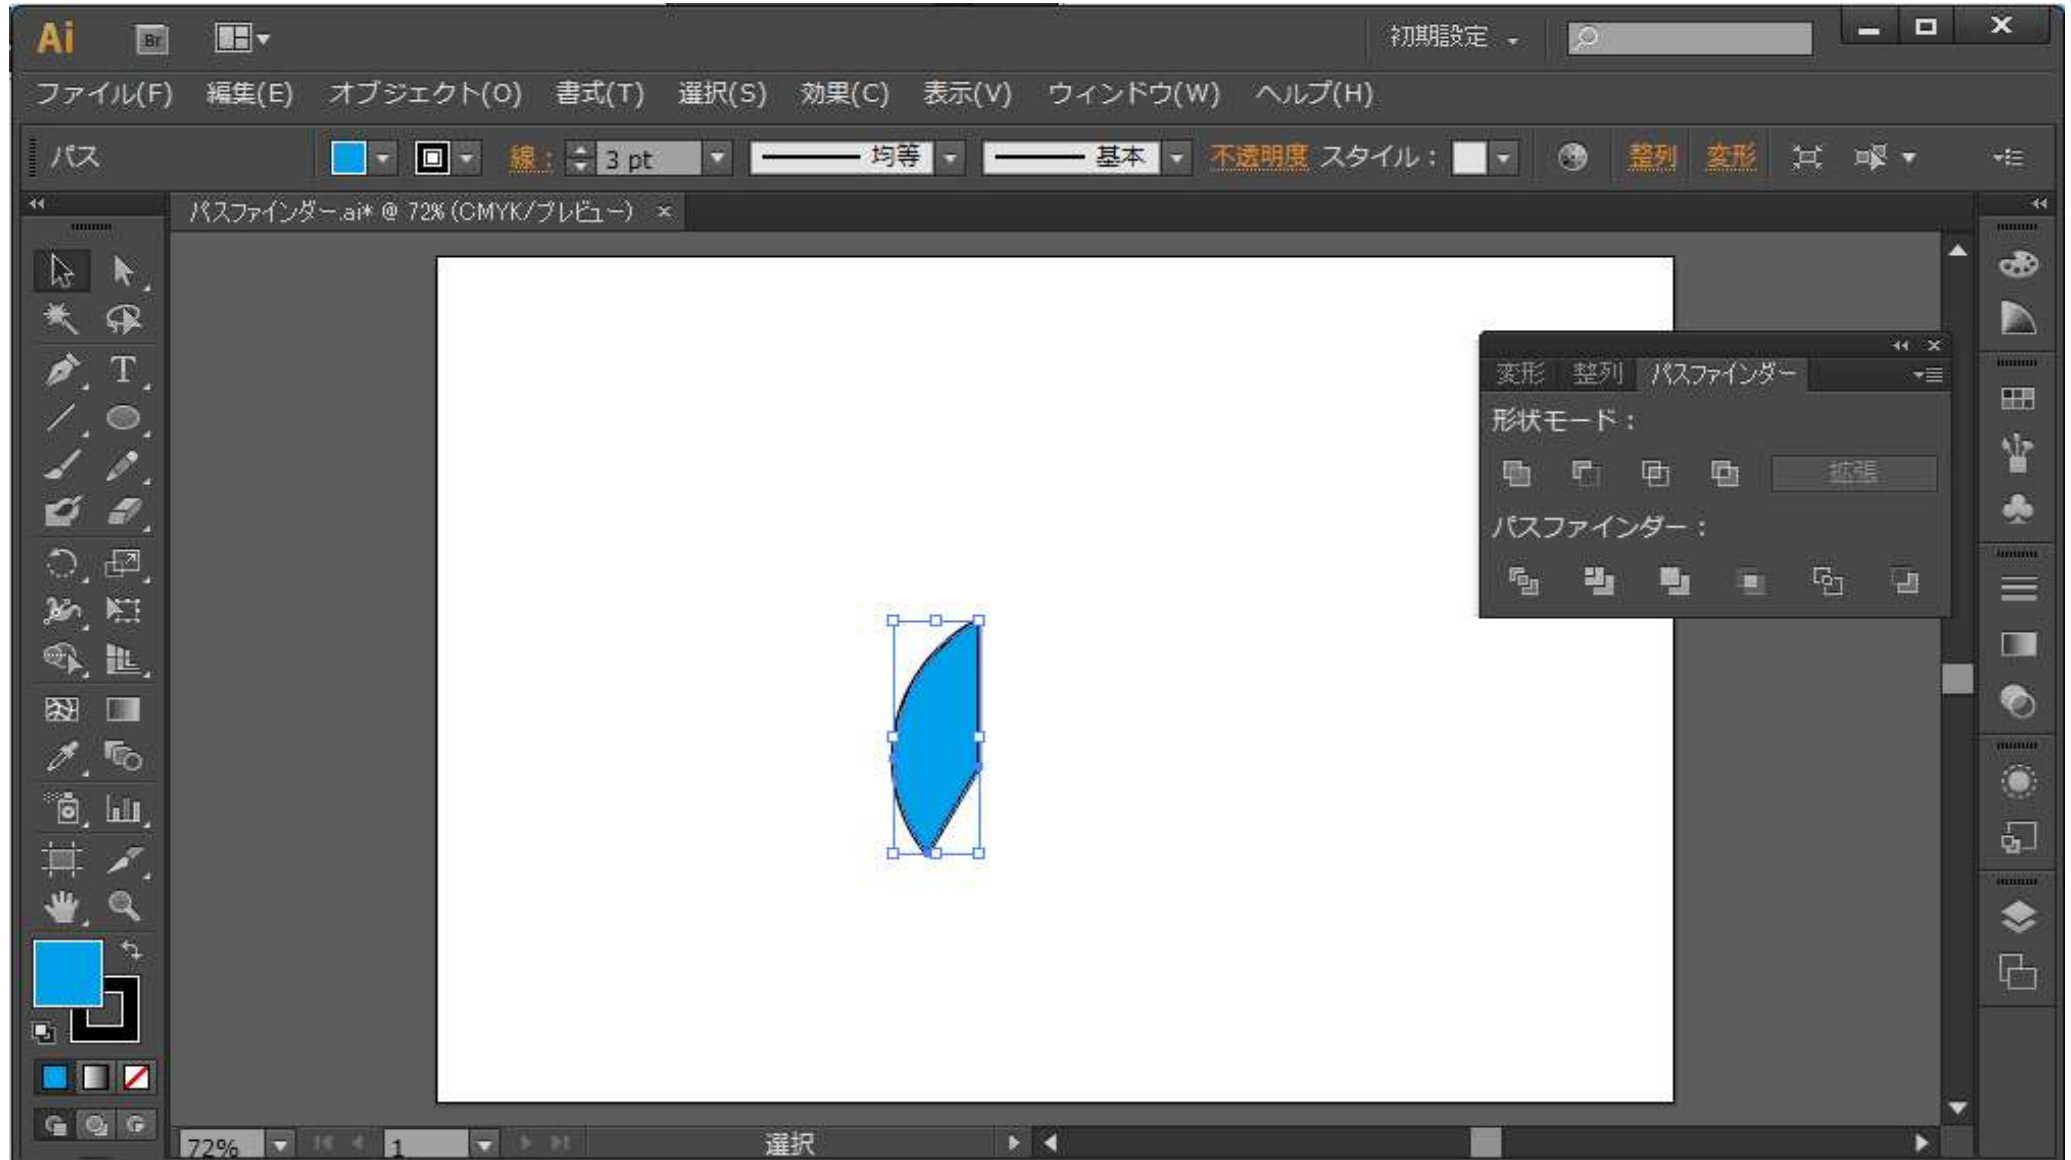 Ai Br 初期設定
ファイル(F) 編集(E) オブジェクト(O) 書式(T) 選択(S) 効果(C) 表示(V) ウィンドウ(W) ヘルプ(H)
パス 線： 3 pt 均等 基本 不透明度 スタイル： 整列 変形
パスファインダー.ai* @ 72% (CMYK/プレビュー) ×
変形 整列 パスファインダー
形状モード：
拡張
パスファインダー：
T
72% 1 選択